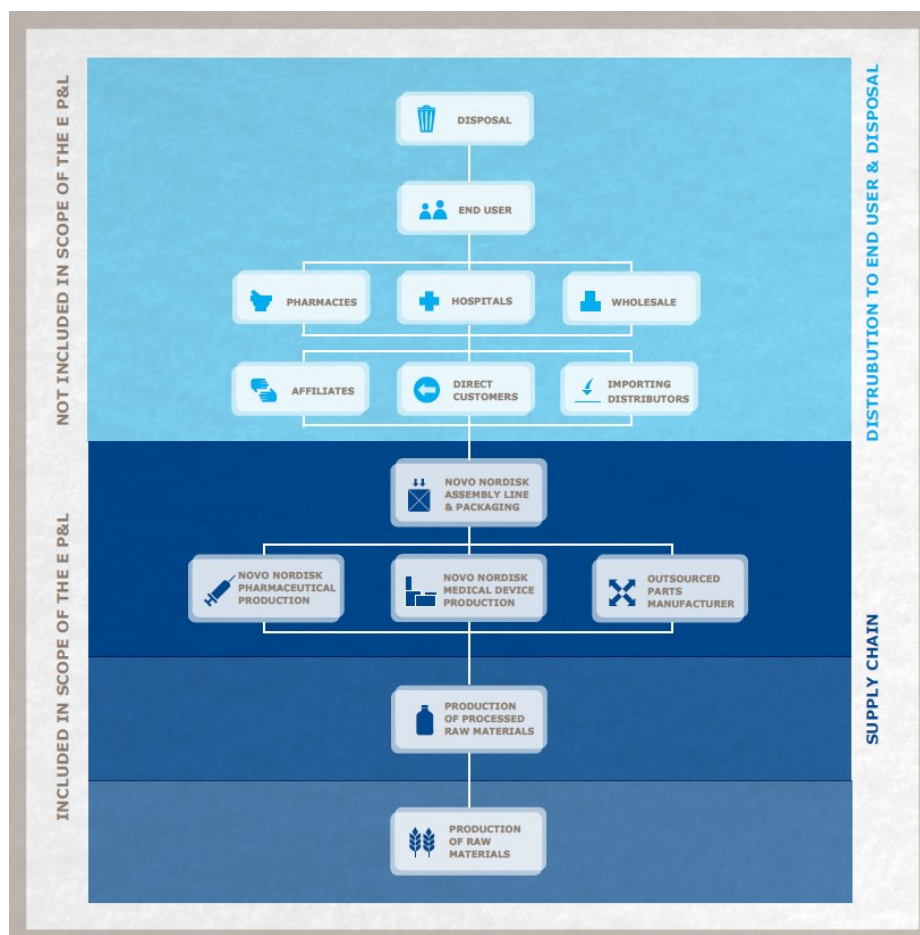 NOT INCLUDED IN SCOPE OF THE E P&L
DISTRUBUTION TO END USER & DISPOSAL
DISPOSAL
END USER
PHARMACIES
HOSPITALS
WHOLESALE
AFFILIATES
DIRECT
CUSTOMERS
IMPORTING
DISTRIBUTORS
INCLUDED IN SCOPE OF THE E P&L
SUPPLY CHAIN
NOVO NORDISK
ASSEMBLY LINE
& PACKAGING
NOVO NORDISK
PHARMACEUTICAL
PRODUCTION
NOVO NORDISK
MEDICAL DEVICE
PRODUCTION
OUTSOURCED
PARTS
MANUFACTURER
PRODUCTION
OF PROCESSED
RAW MATERIALS
PRODUCTION
OF RAW
MATERIALS